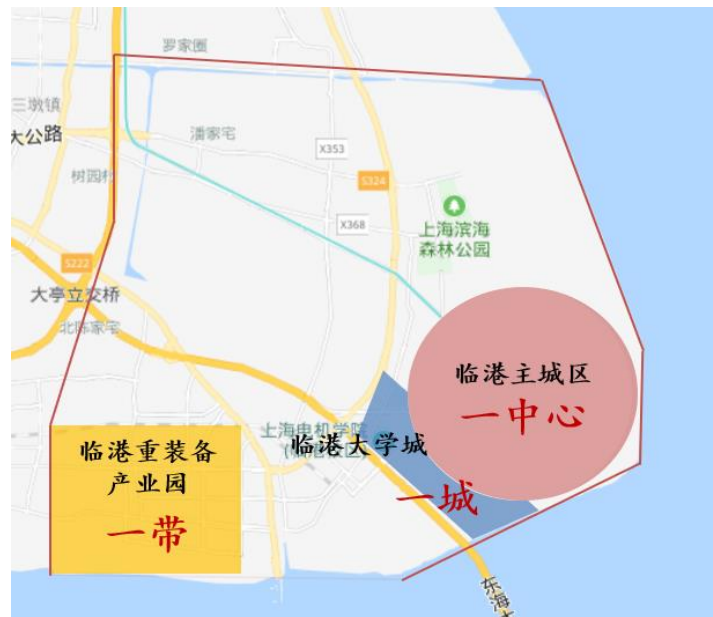 罗家圈
三墩镇
大公路
潘家宅
X353
树园村
S324
X368
上海滨海
森林公园
S222
大亭立交桥
北陈家宅
临港主城区
一中心
上海电机学院
临港大学城
临港重装备
产业园
一城
一带
东海大